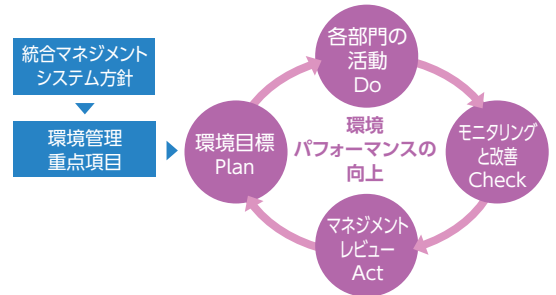 統合マネジメント
システム方針
環境管理
重点項目
環境目標
Plan
各部門の
活動
Do
環境
パフォーマンスの
向上
モニタリング
と改善
Check
マネジメント
レビュー
Act